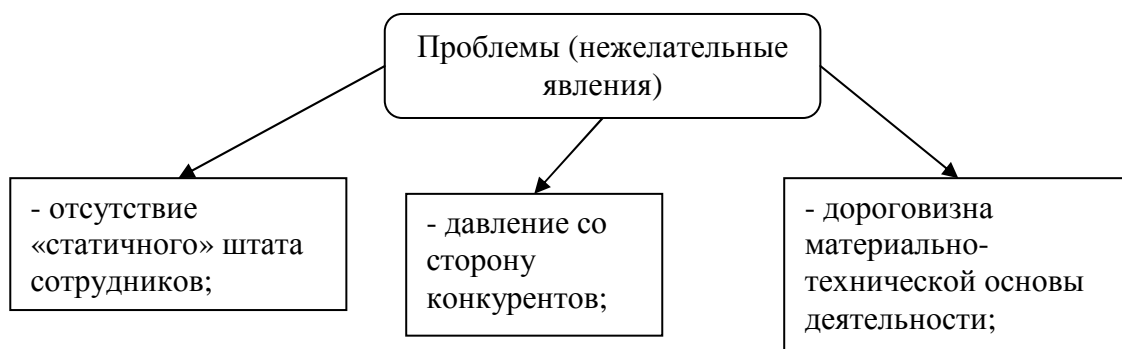 Проблемы (нежелательные
явления)
- отсутствие
«статичного» штата
сотрудников;
- давление со
сторону
конкурентов;
- дороговизна
материально-
технической основы
деятельности;